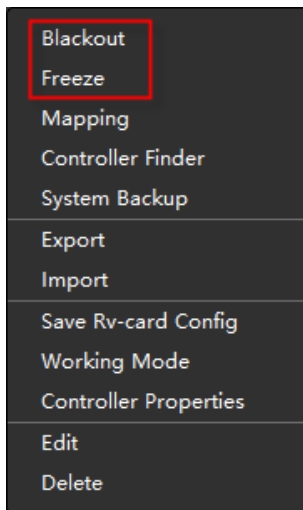 Blackout
Freeze
Mapping
Controller Finder
System Backup
Export
Import
Save Rv-card Config
Working Mode
Controller Properties
Edit
Delete